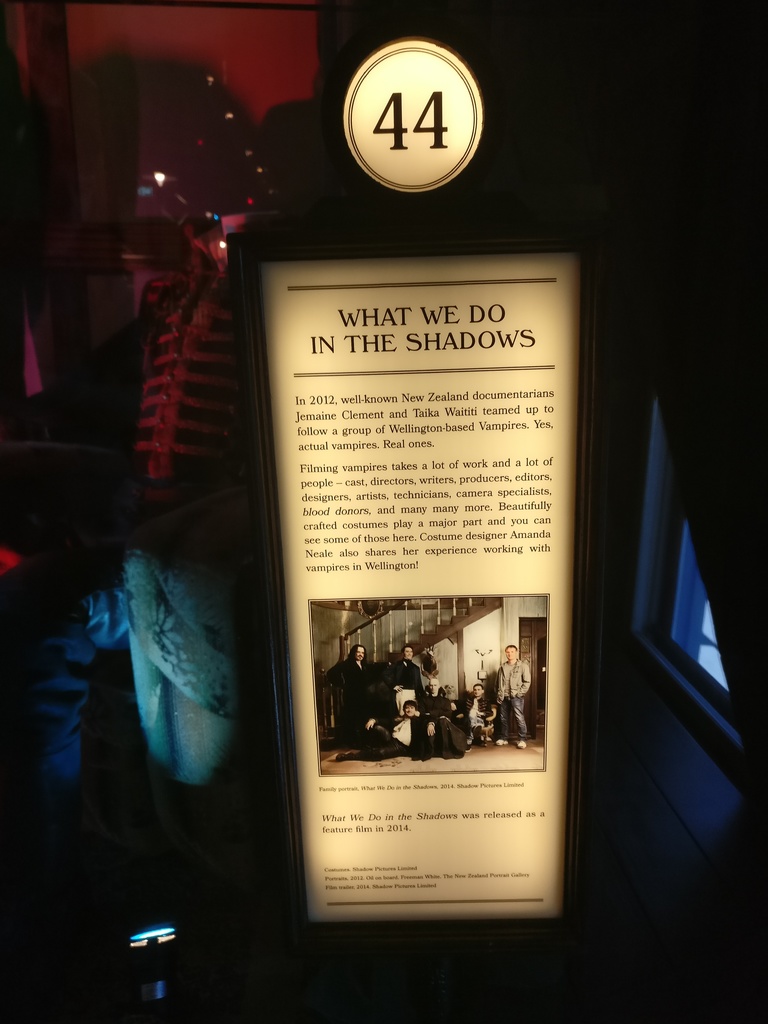 44
WHAT WE DO
IN THE SHADOWS
In 2012, well-known New Zealand documentarians
Jemaine Clement and Taika Waititi teamed up to
follow a group of Wellington-based Vampires. Yes,
actual vampires. Real ones.
Filming vampires takes a lot of work and a lot of
people – cast, directors, writers, producers, editors,
designers, artists, technicians, camera specialists,
blood donors, and many many more. Beautifully
crafted costumes play a major part and you can
see some of those here. Costume designer Amanda
Neale also shares her experience working with
vampires in Wellington!
Family portrait, What We Do in the Shadows, 2014. Shadow Pictures Limited
What We Do in the Shadows was released as a
feature film in 2014.
Costumes. Shadow Pictures Limited
Portraits. 2012. Oil on board. Freeman White. The New Zealand Portrait Gallery
Film trailer. 2014. Shadow Pictures Limited